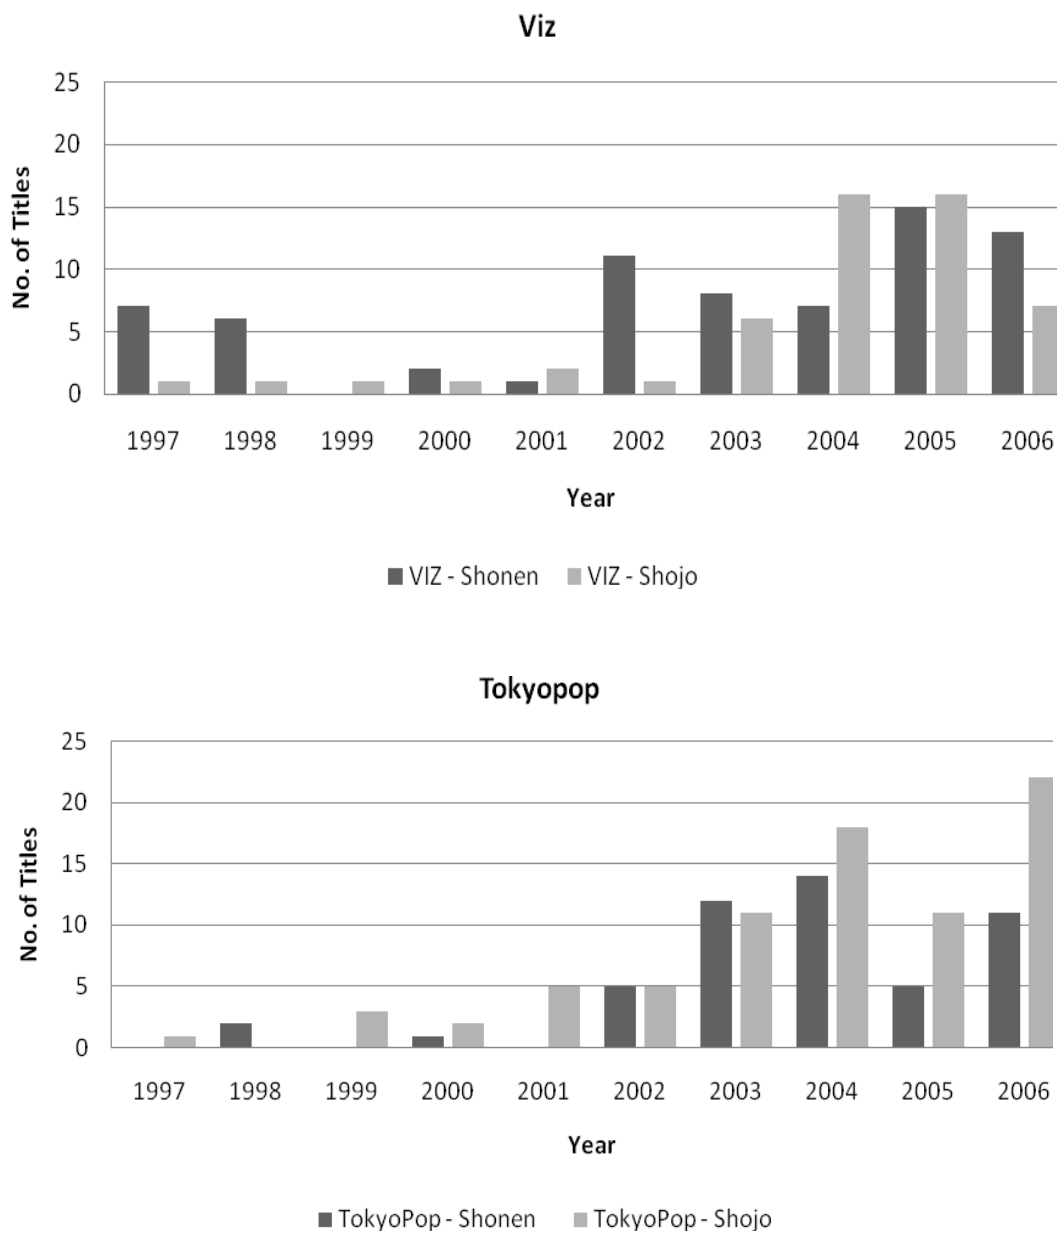 Viz
25
20
15
10
5
0
No. of Titles
1997 1998 1999 2000 2001 2002 2003 2004 2005 2006
Year
VIZ - Shonen VIZ - Shojo
Tokyopop
25
20
15
10
5
0
No. of Titles
1997 1998 1999 2000 2001 2002 2003 2004 2005 2006
Year
TokyoPop - Shonen TokyoPop - Shojo